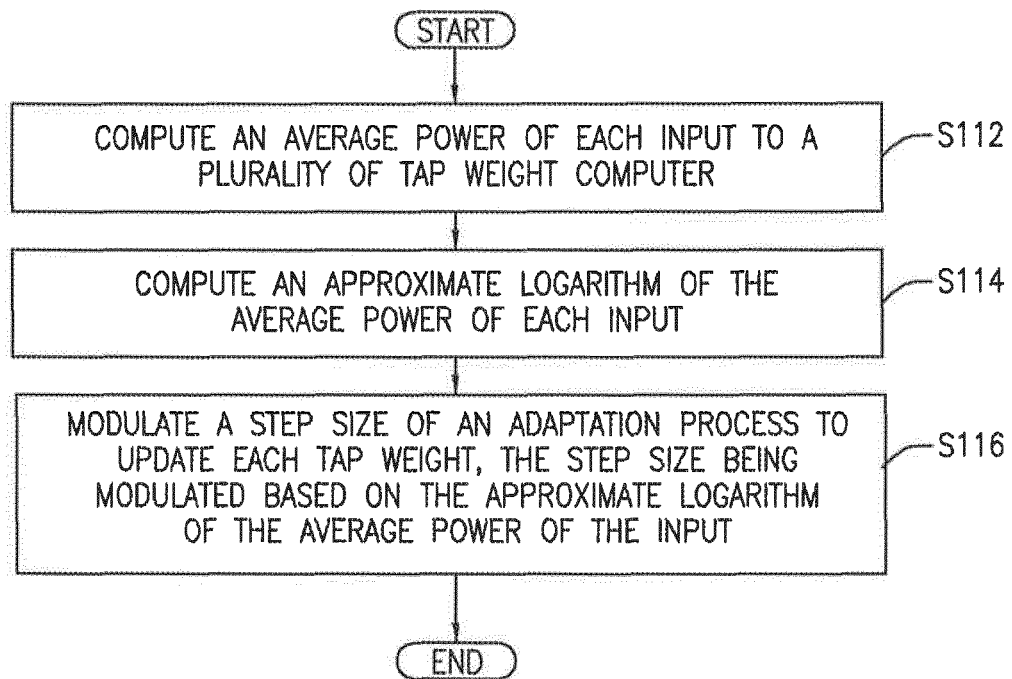 START
COMPUTE AN AVERAGE POWER OF EACH INPUT TO A
PLURALITY OF TAP WEIGHT COMPUTER
S112
COMPUTE AN APPROXIMATE LOGARITHM OF THE
AVERAGE POWER OF EACH INPUT
S114
MODULATE A STEP SIZE OF AN ADAPTATION PROCESS TO
UPDATE EACH TAP WEIGHT, THE STEP SIZE BEING
MODULATED BASED ON THE APPROXIMATE LOGARITHM
OF THE AVERAGE POWER OF THE INPUT
S116
END